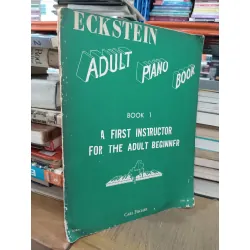 ECKSTEIN
ADULT PIANO BOOK
BOOK 1
A FIRST INSTRUCTOR
FOR THE ADULT BEGINNER